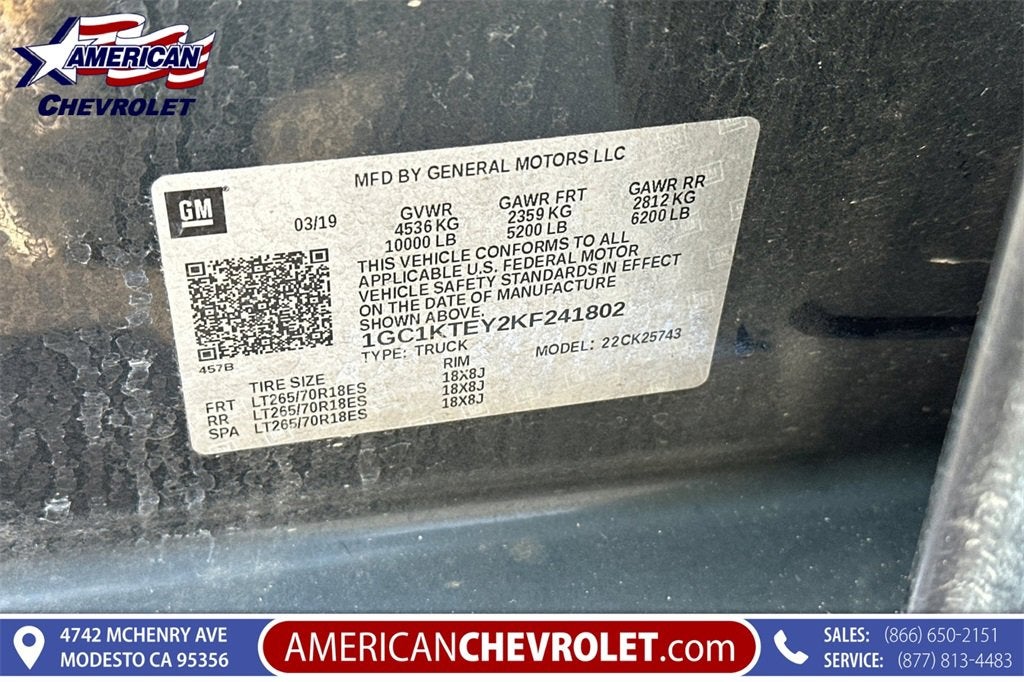 AMERICAN
CHEVROLET
MFD BY GENERAL MOTORS LLC
GM
03/19
GVWR
4536 KG
10000 LB
GAWR FRT
2359 KG
5200 LB
GAWR RR
2812 KG
6200 LB
THIS VEHICLE CONFORMS TO ALL
APPLICABLE U.S. FEDERAL MOTOR
VEHICLE SAFETY STANDARDS IN EFFECT
ON THE DATE OF MANUFACTURE
SHOWN ABOVE.
1GC1KTEY2KF241802
TYPE: TRUCK
MODEL: 22CK25743
457B
TIRE SIZE RIM
FRT LT265/70R18ES 18X8J
RR LT265/70R18ES 18X8J
SPA LT265/70R18ES 18X8J
4742 MCHENRY AVE
MODESTO CA 95356
AMERICANCHEVROLET.com
SALES: (866) 650-2151
SERVICE: (877) 813-4483